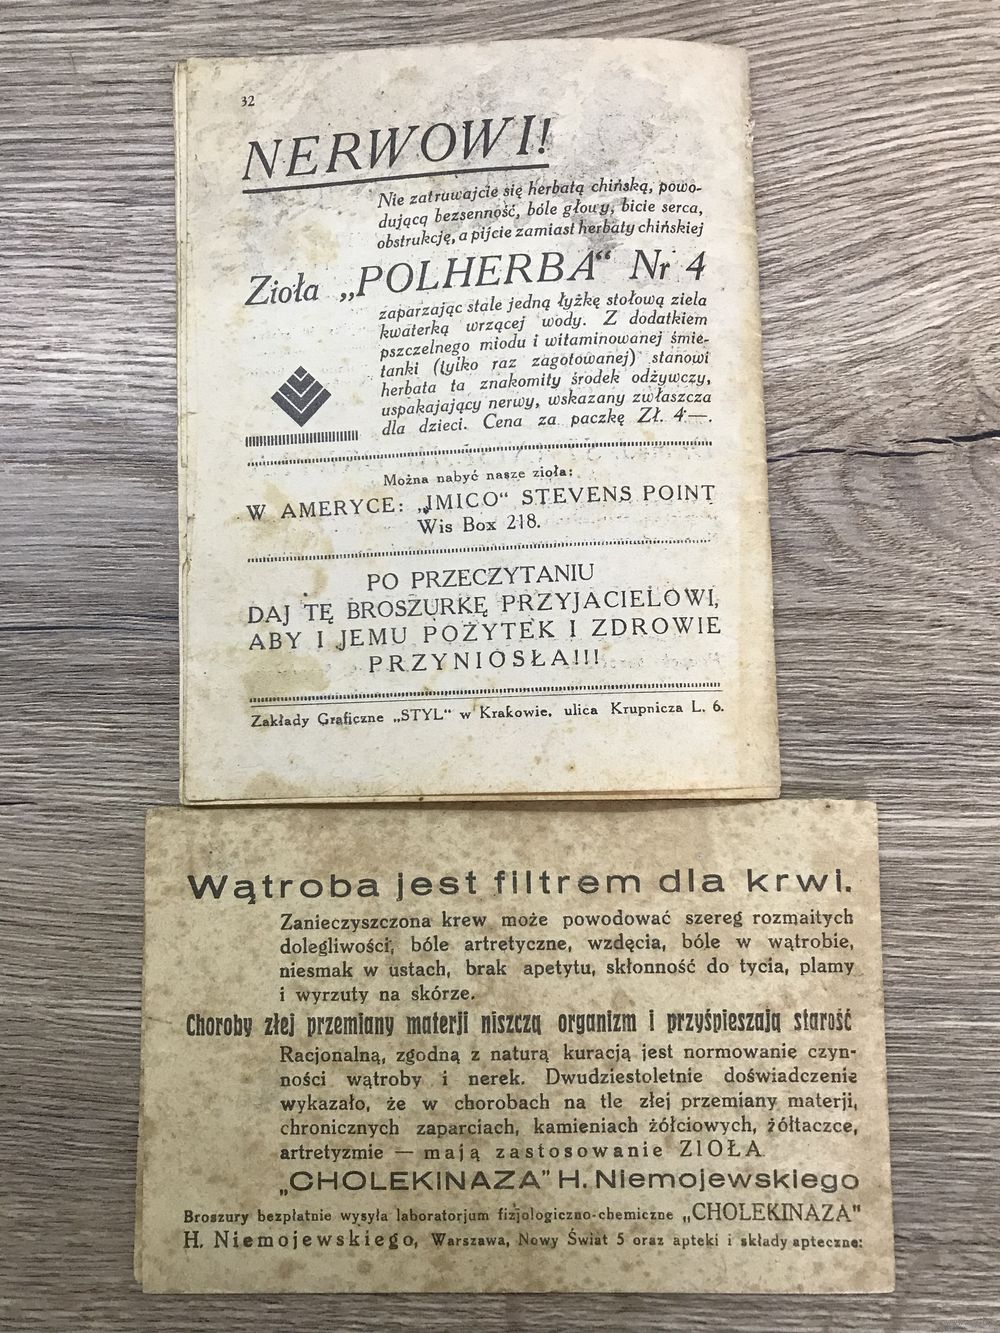 32
NERWOWI!
Nie zatruwajcie się herbatą chińską, powo-
dującą bezsenność, bóle głowy, bicie serca,
obstrukcję, a pijcie zamiast herbaty chińskiej
Zioła „POLHERBA“ Nr 4
zaparzając stale jedną łyżkę stołową ziela
kwaterką wrzącej wody. Z dodatkiem
pszczelnego miodu i witaminowanej śmie-
tanki (tylko raz zagotowanej) stanowi
herbata ta znakomity środek odżywczy,
uspakajający nerwy, wskazany zwłaszcza
dla dzieci. Cena za paczkę Zł. 4—.
Można nabyć nasze zioła:
W AMERYCE: „IMICO“ STEVENS POINT
Wis Box 218.
PO PRZECZYTANIU
DAJ TĘ BROSZURKĘ PRZYJACIELOWI,
ABY I JEMU POŻYTEK I ZDROWIE
PRZYNIOSŁA!!!
Zakłady Graficzne „STYL“ w Krakowie, ulica Krupnicza L. 6.
Wątroba jest filtrem dla krwi.
Zanieczyszczona krew może powodować szereg rozmaitych
dolegliwości, bóle artretyczne, wzdęcia, bóle w wątrobie,
niesmak w ustach, brak apetytu, skłonność do tycia, plamy
i wyrzuty na skórze.
Choroby złej przemiany materji niszczą organizm i przyśpieszają starość
Racjonalną, zgodną z naturą kuracją jest normowanie czyn-
ności wątroby i nerek. Dwudziestoletnie doświadczenie
wykazało, że w chorobach na tle złej przemiany materji,
chronicznych zaparciach, kamieniach żółciowych, żółtaczce,
artretyzmie — mają zastosowanie ZIOŁA
„CHOLEKINAZA" H. Niemojewskiego
Broszury bezpłatnie wysyła laboratorjum fizjologiczno-chemiczne „CHOLEKINAZA"
H. Niemojewskiego, Warszawa, Nowy Świat 5 oraz apteki i składy apteczne: